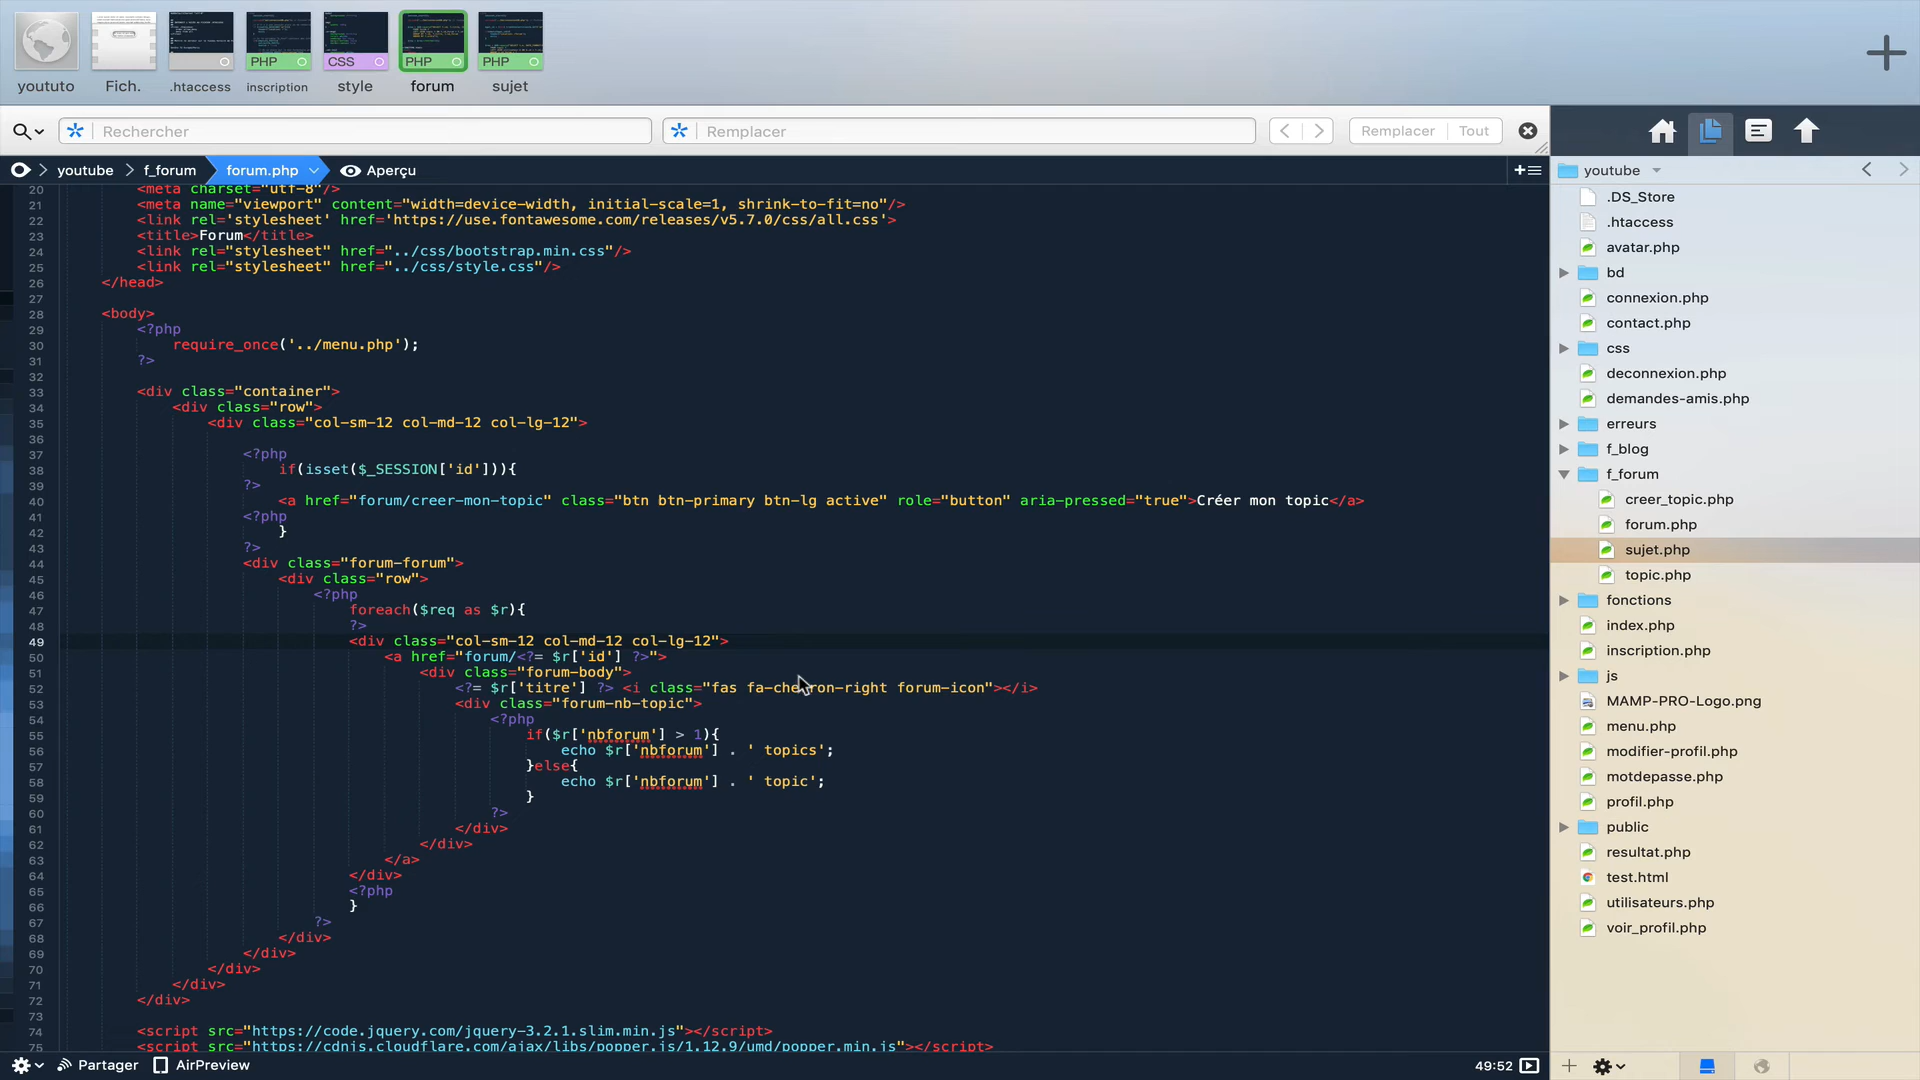 PHP
CSS
PHP
PHP
yoututo
Fich.
.htaccess
inscription
style
forum
sujet
Rechercher
Remplacer
Remplacer
Tout
youtube
f_forum
forum.php
Aperçu
20 <meta charset="utf-8"/>
21 <meta name="viewport" content="width=device-width, initial-scale=1, shrink-to-fit=no"/>
22 <link rel='stylesheet' href='https://use.fontawesome.com/releases/v5.7.0/css/all.css'>
23 <title>Forum</title>
24 <link rel="stylesheet" href="../css/bootstrap.min.css"/>
25 <link rel="stylesheet" href="../css/style.css"/>
26 </head>
27
28 <body>
29 <?php
30 require_once('../menu.php');
31 ?>
32
33 <div class="container">
34 <div class="row">
35 <div class="col-sm-12 col-md-12 col-lg-12">
36
37 <?php
38 if(isset($_SESSION['id'])){
39 ?>
40 <a href="forum/creer-mon-topic" class="btn btn-primary btn-lg active" role="button" aria-pressed="true">Créer mon topic</a>
41 <?php
42 }
43 ?>
44 <div class="forum-forum">
45 <div class="row">
46 <?php
47 foreach($req as $r){
48 ?>
49 <div class="col-sm-12 col-md-12 col-lg-12">
50 <a href="forum/<?= $r['id'] ?>">
51 <div class="forum-body">
52 <?= $r['titre'] ?> <i class="fas fa-chevron-right forum-icon"></i>
53 <div class="forum-nb-topic">
54 <?php
55 if($r['nbforum'] > 1){
56 echo $r['nbforum'] . ' topics';
57 }else{
58 echo $r['nbforum'] . ' topic';
59 }
60 ?>
61 </div>
62 </div>
63 </a>
64 </div>
65 <?php
66 }
67 ?>
68 </div>
69 </div>
70 </div>
71 </div>
72 </div>
73
74 <script src="https://code.jquery.com/jquery-3.2.1.slim.min.js"></script>
75 <script src="https://cdnjs.cloudflare.com/ajax/libs/popper.js/1.12.9/umd/popper.min.js"></script>
Partager
AirPreview
49:52
youtube
.DS_Store
.htaccess
avatar.php
bd
connexion.php
contact.php
css
deconnexion.php
demandes-amis.php
erreurs
f_blog
f_forum
creer_topic.php
forum.php
sujet.php
topic.php
fonctions
index.php
inscription.php
js
MAMP-PRO-Logo.png
menu.php
modifier-profil.php
motdepasse.php
profil.php
public
resultat.php
test.html
utilisateurs.php
voir_profil.php